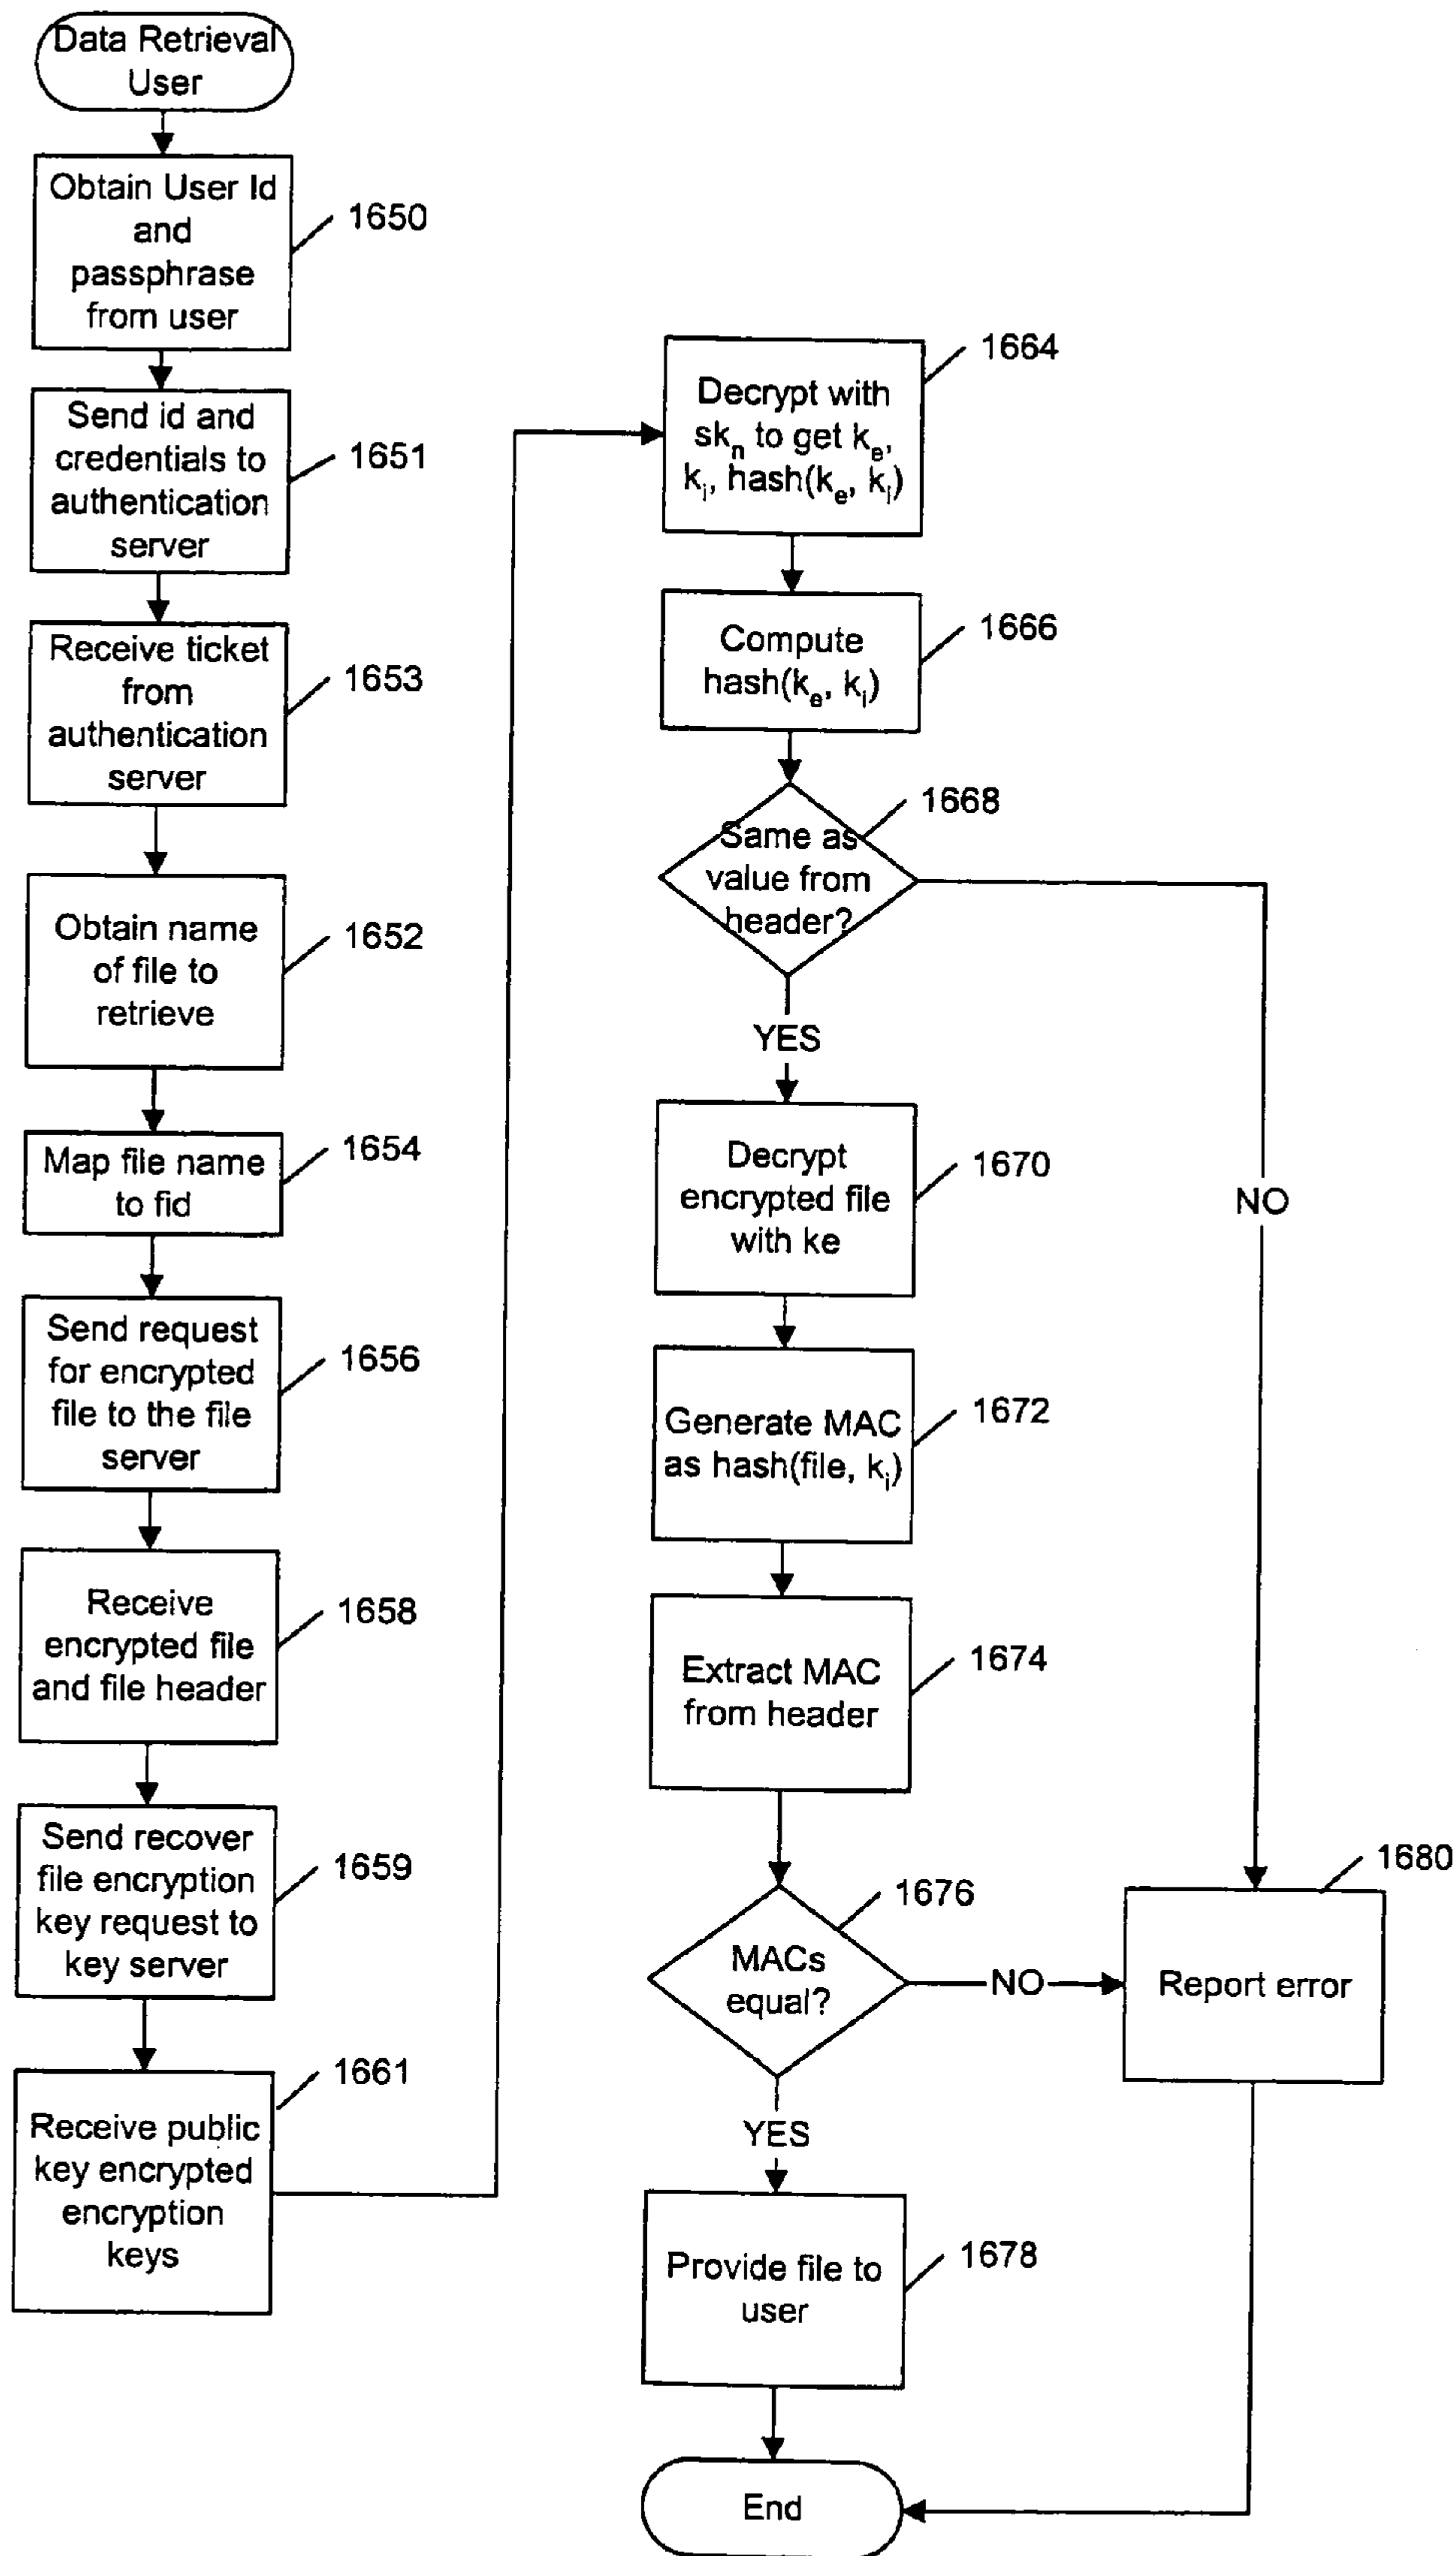 Data Retrieval
User
Obtain User Id
and
passphrase
from user
1650
Send id and
credentials to
authentication
server
1651
Receive ticket
from
authentication
server
1653
Obtain name
of file to
retrieve
1652
Map file name
to fid
1654
Send request
for encrypted
file to the file
server
1656
Receive
encrypted file
and file header
1658
Send recover
file encryption
key request to
key server
1659
Receive public
key encrypted
encryption
keys
1661
Decrypt with
skₙ to get kₑ,
kᵢ, hash(kₑ, kᵢ)
1664
Compute
hash(kₑ, kᵢ)
1666
Same as
value from
header?
1668
YES
NO
Decrypt
encrypted file
with ke
1670
Generate MAC
as hash(file, kᵢ)
1672
Extract MAC
from header
1674
MACs
equal?
1676
NO
Report error
1680
YES
Provide file to
user
1678
End